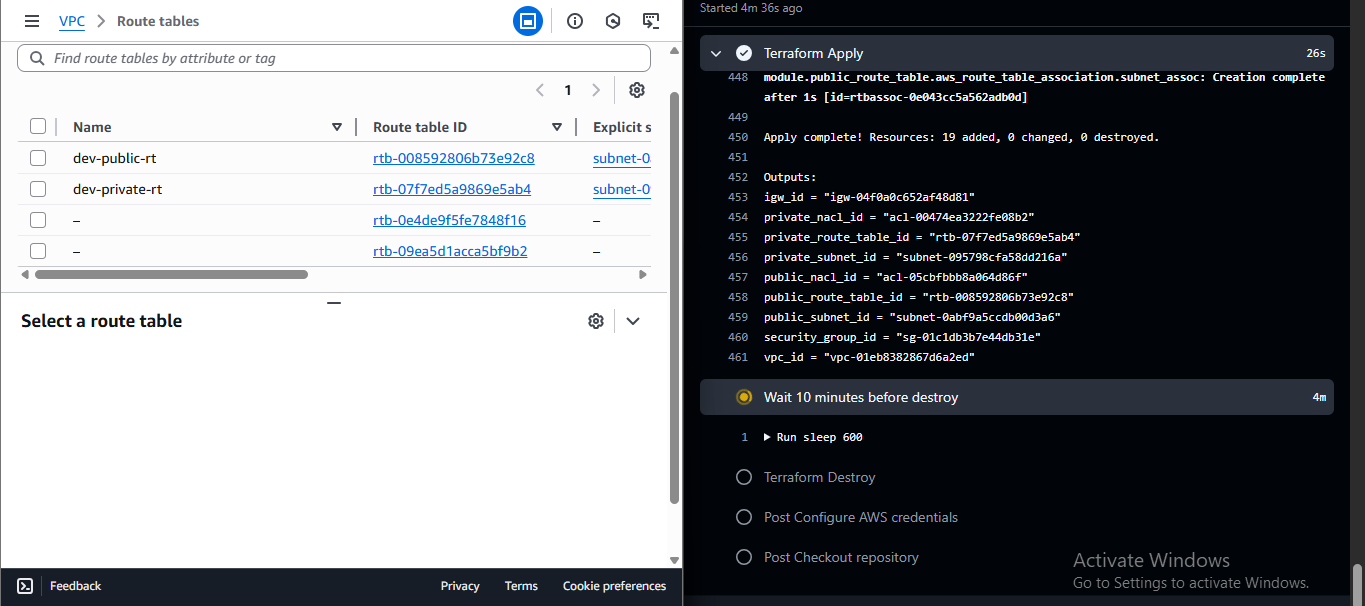 VPC > Route tables
Find route tables by attribute or tag
1
Name Route table ID Explicit s
dev-public-rt rtb-008592806b73e92c8 subnet-0
dev-private-rt rtb-07f7ed5a9869e5ab4 subnet-0
– rtb-0e4de9f5fe7848f16 –
– rtb-09ea5d1acca5bf9b2 –
Select a route table
Feedback Privacy Terms Cookie preferences
Started 4m 36s ago
Terraform Apply 26s
448 module.public_route_table.aws_route_table_association.subnet_assoc: Creation complete
after 1s [id=rtbassoc-0e043cc5a562adb0d]
449
450 Apply complete! Resources: 19 added, 0 changed, 0 destroyed.
451
452 Outputs:
453 igw_id = "igw-04f0a0c652af48d81"
454 private_nacl_id = "acl-00474ea3222fe08b2"
455 private_route_table_id = "rtb-07f7ed5a9869e5ab4"
456 private_subnet_id = "subnet-095798cfa58dd216a"
457 public_nacl_id = "acl-05cbfbbb8a064d86f"
458 public_route_table_id = "rtb-008592806b73e92c8"
459 public_subnet_id = "subnet-0abf9a5ccdb00d3a6"
460 security_group_id = "sg-01c1db3b7e44db31e"
461 vpc_id = "vpc-01eb8382867d6a2ed"
Wait 10 minutes before destroy 4m
1 Run sleep 600
Terraform Destroy
Post Configure AWS credentials
Post Checkout repository
Activate Windows
Go to Settings to activate Windows.